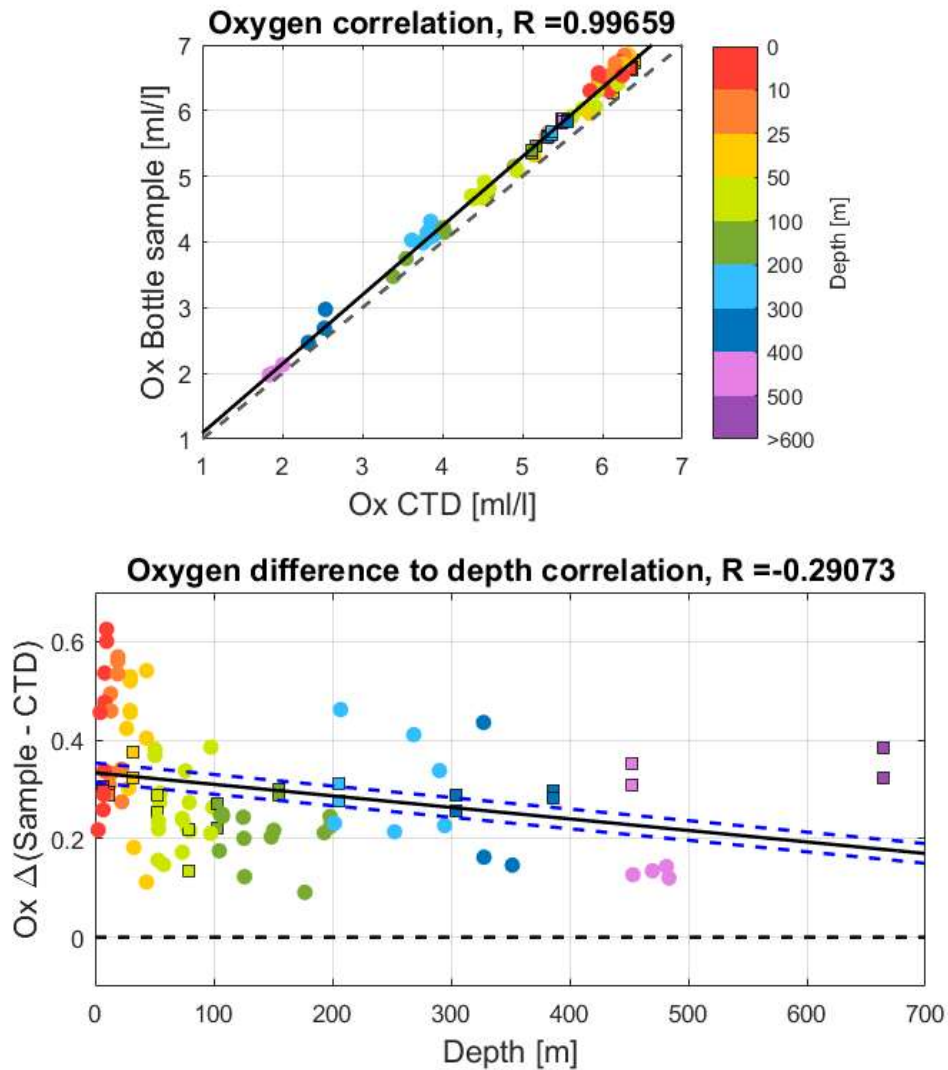 Oxygen correlation, R =0.99659
Ox Bottle sample [ml/l]
7
6
5
4
3
2
1
1 2 3 4 5 6 7
Ox CTD [ml/l]
0
10
25
50
100
200
300
400
500
>600
Depth [m]
Oxygen difference to depth correlation, R =-0.29073
Ox Δ(Sample - CTD)
0.6
0.4
0.2
0
0 100 200 300 400 500 600 700
Depth [m]